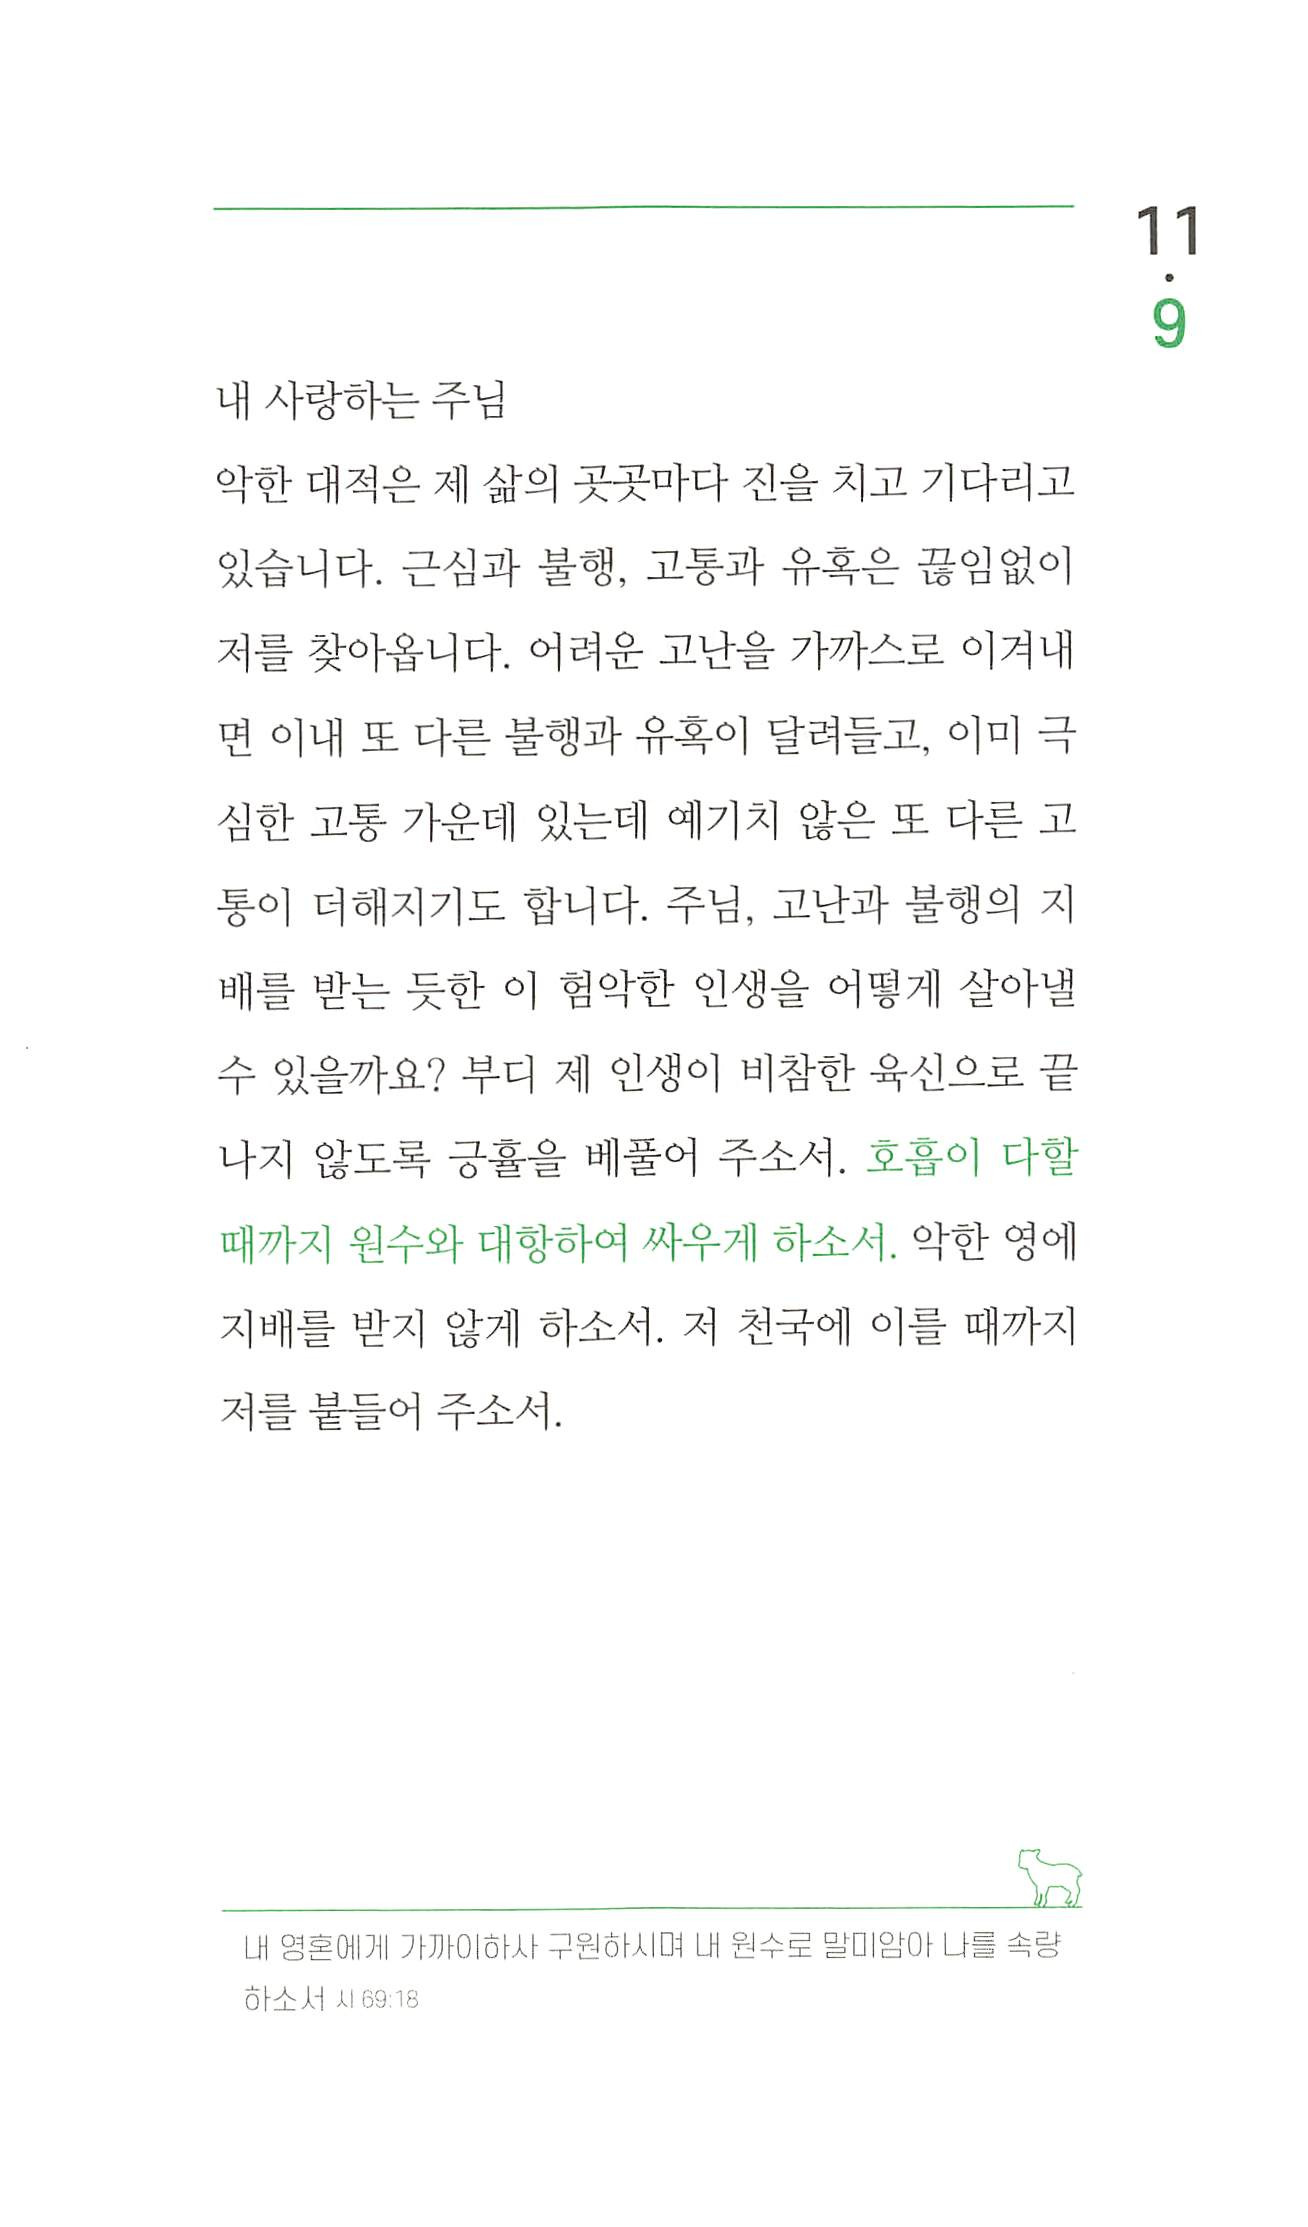 11
·
9
내 사랑하는 주님
악한 대적은 제 삶의 곳곳마다 진을 치고 기다리고
있습니다. 근심과 불행, 고통과 유혹은 끊임없이
저를 찾아옵니다. 어려운 고난을 가까스로 이겨내
면 이내 또 다른 불행과 유혹이 달려들고, 이미 극
심한 고통 가운데 있는데 예기치 않은 또 다른 고
통이 더해지기도 합니다. 주님, 고난과 불행의 지
배를 받는 듯한 이 험악한 인생을 어떻게 살아낼
수 있을까요? 부디 제 인생이 비참한 육신으로 끝
나지 않도록 긍휼을 베풀어 주소서. 호흡이 다할
때까지 원수와 대항하여 싸우게 하소서. 악한 영에
지배를 받지 않게 하소서. 저 천국에 이를 때까지
저를 붙들어 주소서.
내 영혼에게 가까이하사 구원하시며 내 원수로 말미암아 나를 속량
하소서 시 69:18